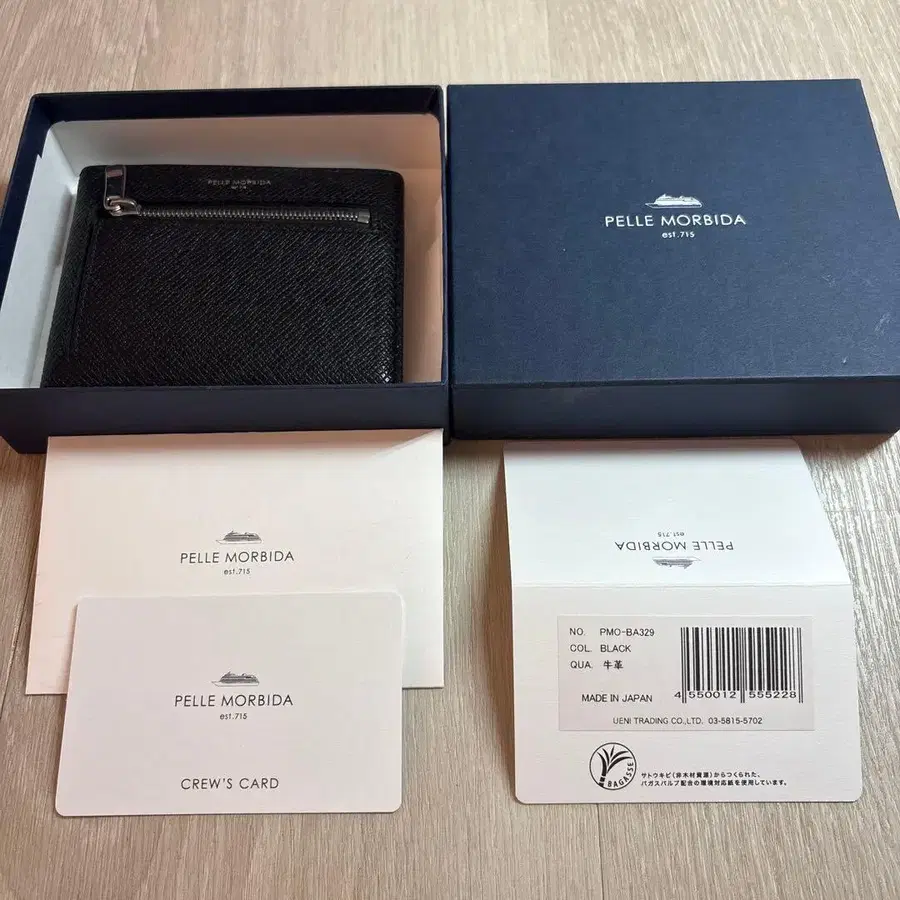 PELLE MORBIDA
est.715
PELLE MORBIDA
est.715
PELLE MORBIDA
est.715
PELLE MORBIDA
est.715
CREW'S CARD
PELLE MORBIDA
est.715
NO. PMO-BA329
COL. BLACK
QUA. 牛革
MADE IN JAPAN
4 550012 555228
UENI TRADING CO.,LTD. 03-5815-5702
BAGASSE
サトウキビ(非木材資源)からつくられた、
バガスパルプ配合の環境対応紙を使用しています。